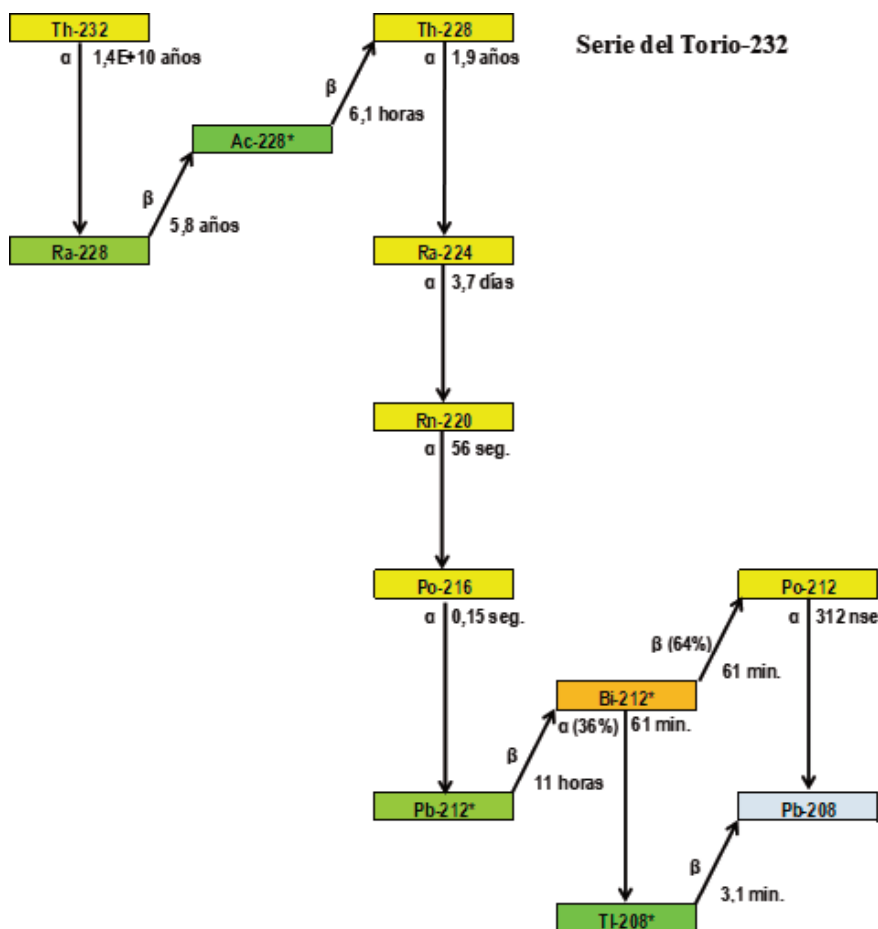 Th-232
Th-228
Serie del Torio-232
α 1,4E+10 años
α 1,9 años
β
6,1 horas
Ac-228*
β
5,8 años
Ra-228
Ra-224
α 3,7 días
Rn-220
α 56 seg.
Po-216
Po-212
α 0,15 seg.
α 312 nse
β (64%)
61 min.
Bi-212*
α (36%) 61 min.
β
11 horas
Pb-212*
Pb-208
β
3,1 min.
Tl-208*